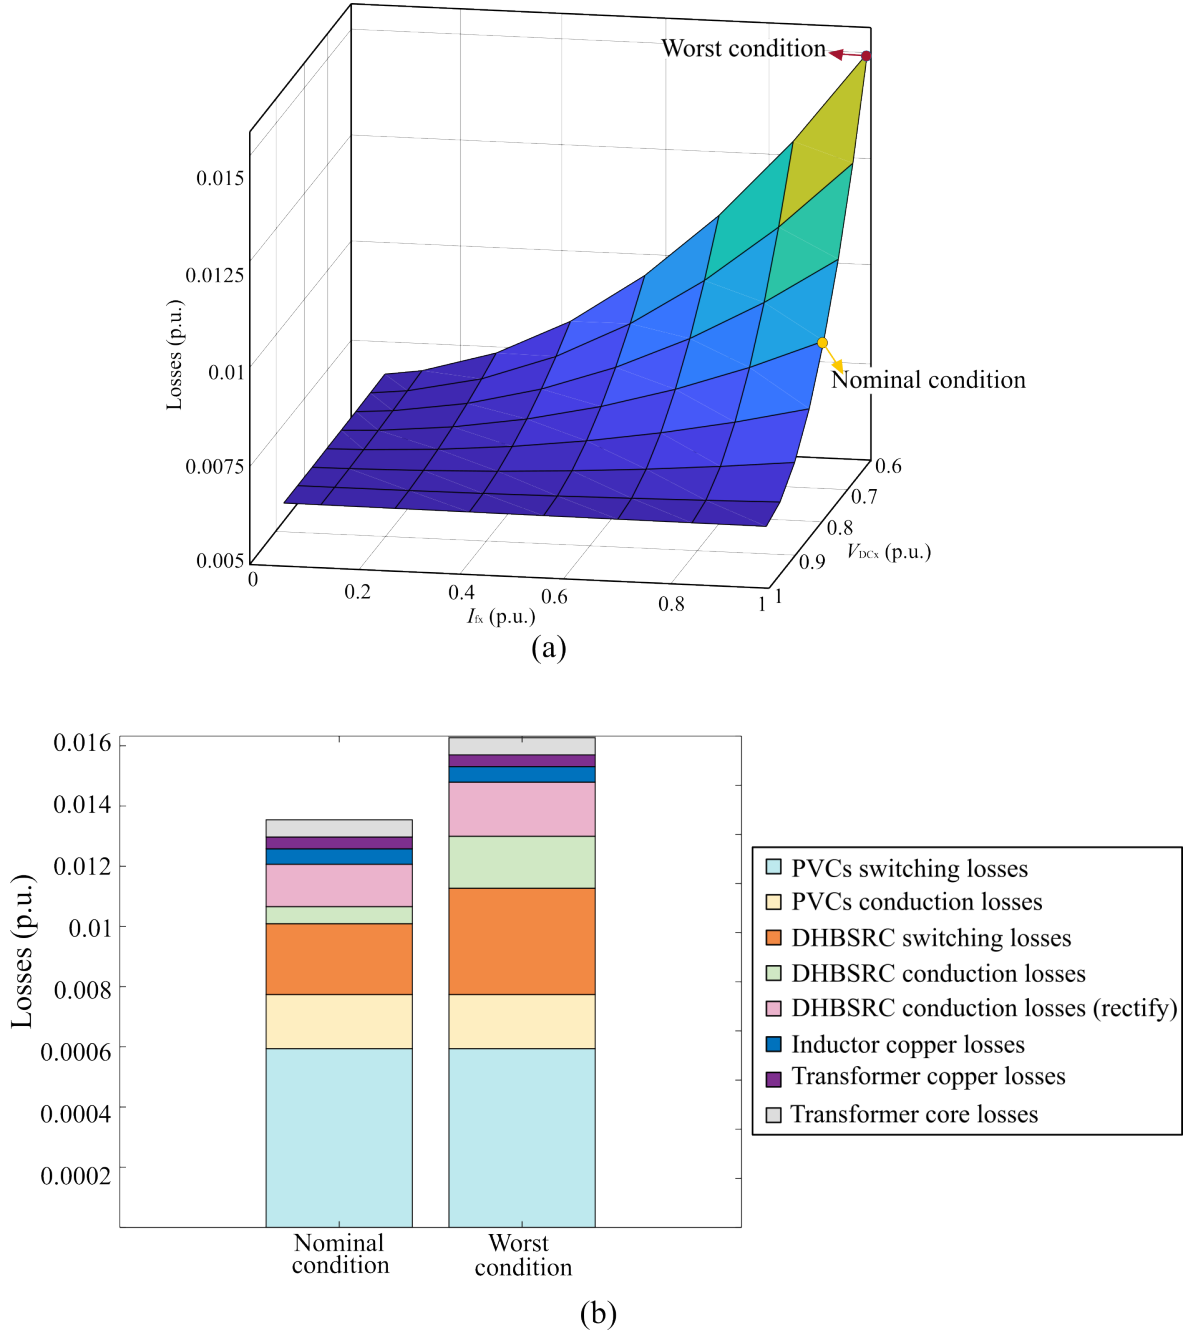 Worst condition
0.015
0.0125
0.01
0.0075
0.005
Losses (p.u.)
Nominal condition
0.6
0.7
0.8
0.9
1
V_DCx (p.u.)
0
0.2
0.4
0.6
0.8
1
I_fx (p.u.)
(a)
0.016
0.014
0.012
0.01
0.008
0.0006
0.0004
0.0002
Losses (p.u.)
Nominal
condition
Worst
condition
PVCs switching losses
PVCs conduction losses
DHBSRC switching losses
DHBSRC conduction losses
DHBSRC conduction losses (rectify)
Inductor copper losses
Transformer copper losses
Transformer core losses
(b)